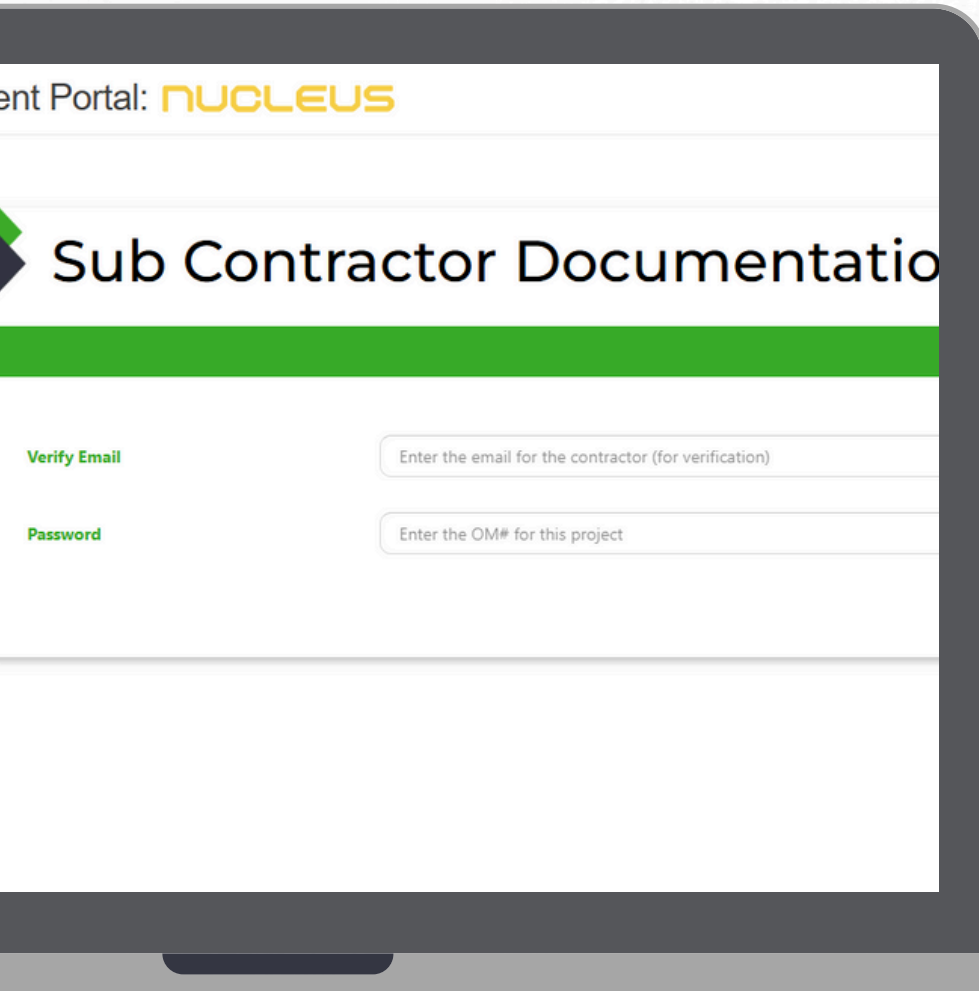 ent Portal: NUCLEUS
Sub Contractor Documentatio
Verify Email
Enter the email for the contractor (for verification)
Password
Enter the OM# for this project